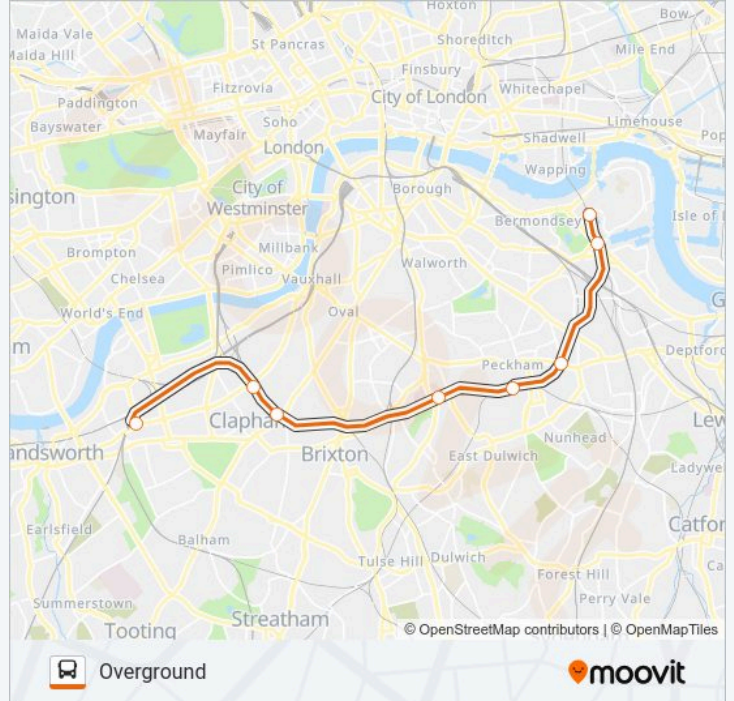 Hoxton
Bow
Maida Vale
Maida Hill
St Pancras
Shoreditch
Mile End
Finsbury
Fitzrovia
City of London
Whitechapel
Paddington
Limehouse
Bayswater
Mayfair
Soho
Shadwell
Pop
London
Wapping
sington
City of
Westminster
Borough
Bermondsey
Isle of
Brompton
Millbank
Walworth
Chelsea
Pimlico
Vauxhall
World's End
Oval
G
m
Peckham
Deptford
Clapham
Lew
andsworth
Brixton
East Dulwich
Nunhead
Ladywe
Earlsfield
Balham
Catfor
Tulse Hill
Dulwich
Forest Hill
Ca
Summerstown
Streatham
Perry Vale
Tooting
© OpenStreetMap contributors | © OpenMapTiles
Overground
moovit